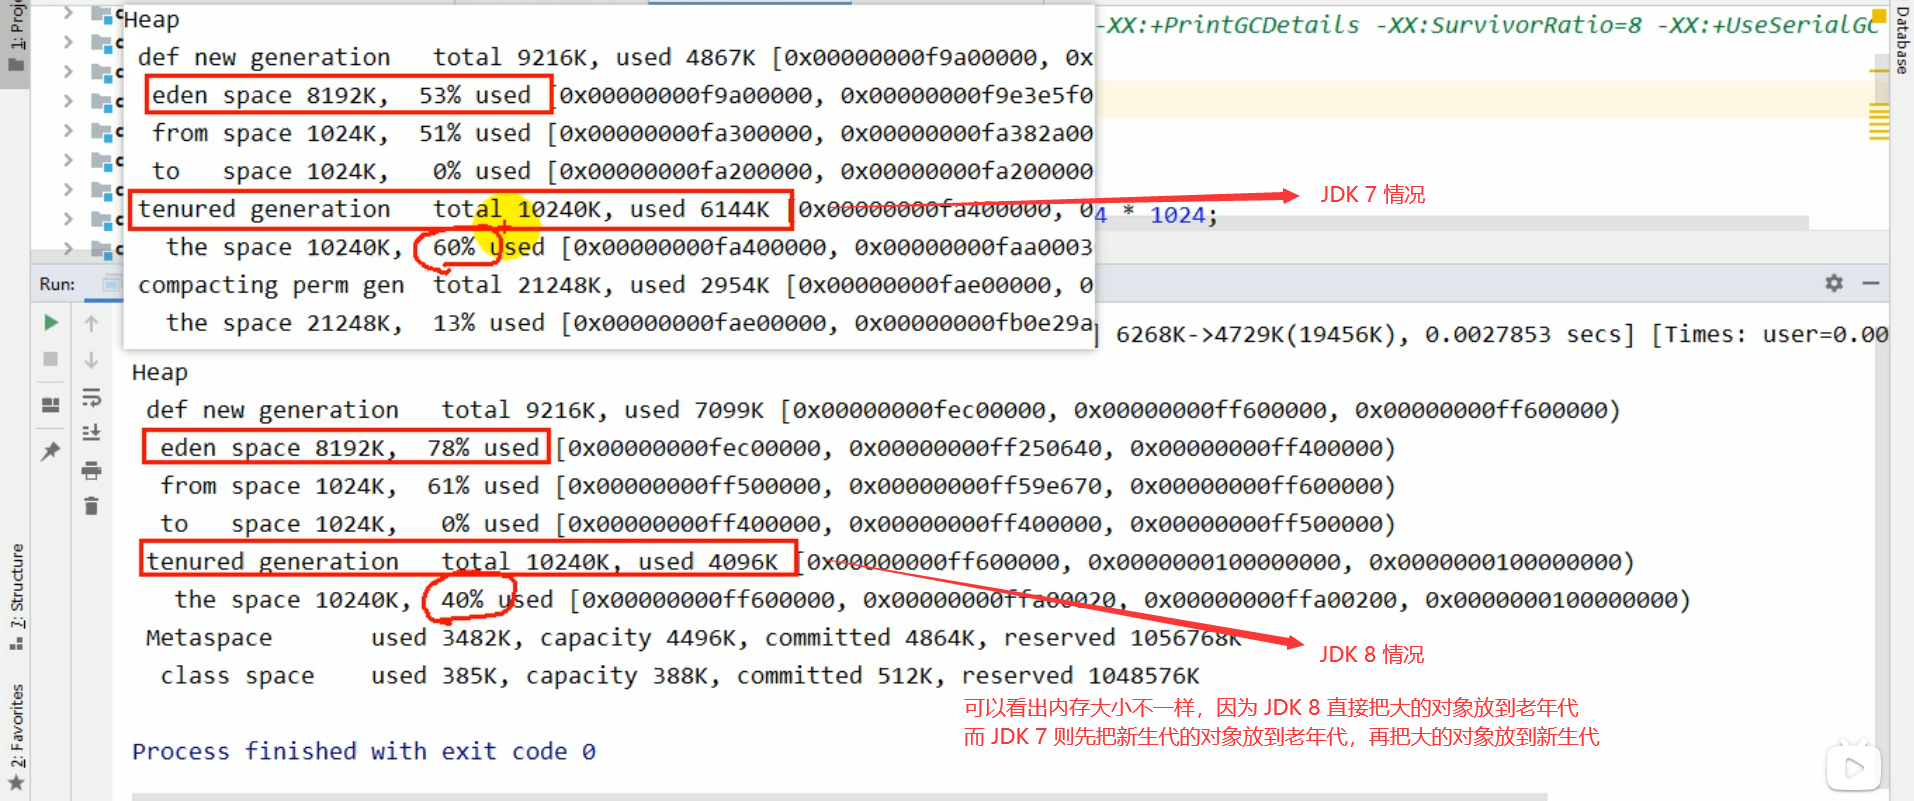 1: Proje
Heap
-XX:+PrintGCDetails -XX:SurvivorRatio=8 -XX:+UseSerialGC
Database
def new generation   total 9216K, used 4867K [0x00000000f9a00000, 0x
eden space 8192K,  53% used [0x00000000f9a00000, 0x00000000f9e3e5f0
from space 1024K,  51% used [0x00000000fa300000, 0x00000000fa382a00
to   space 1024K,   0% used [0x00000000fa200000, 0x00000000fa200000
tenured generation   total 10240K, used 6144K [0x00000000fa400000, 0
JDK 7 情况
4 * 1024;
the space 10240K,  60% used [0x00000000fa400000, 0x00000000faa0003
compacting perm gen  total 21248K, used 2954K [0x00000000fae00000, 0
Run:
the space 21248K,  13% used [0x00000000fae00000, 0x00000000fb0e29a
] 6268K->4729K(19456K), 0.0027853 secs] [Times: user=0.00
Heap
def new generation   total 9216K, used 7099K [0x00000000fec00000, 0x00000000ff600000, 0x00000000ff600000)
eden space 8192K,  78% used [0x00000000fec00000, 0x00000000ff250640, 0x00000000ff400000)
from space 1024K,  61% used [0x00000000ff500000, 0x00000000ff59e670, 0x00000000ff600000)
to   space 1024K,   0% used [0x00000000ff400000, 0x00000000ff400000, 0x00000000ff500000)
tenured generation   total 10240K, used 4096K [0x00000000ff600000, 0x0000000100000000, 0x0000000100000000)
the space 10240K,  40% used [0x00000000ff600000, 0x00000000ffa00020, 0x00000000ffa00200, 0x0000000100000000)
Metaspace       used 3482K, capacity 4496K, committed 4864K, reserved 1056768K
JDK 8 情况
class space    used 385K, capacity 388K, committed 512K, reserved 1048576K
可以看出内存大小不一样，因为 JDK 8 直接把大的对象放到老年代
而 JDK 7 则先把新生代的对象放到老年代，再把大的对象放到新生代
Process finished with exit code 0
7: Structure
2: Favorites